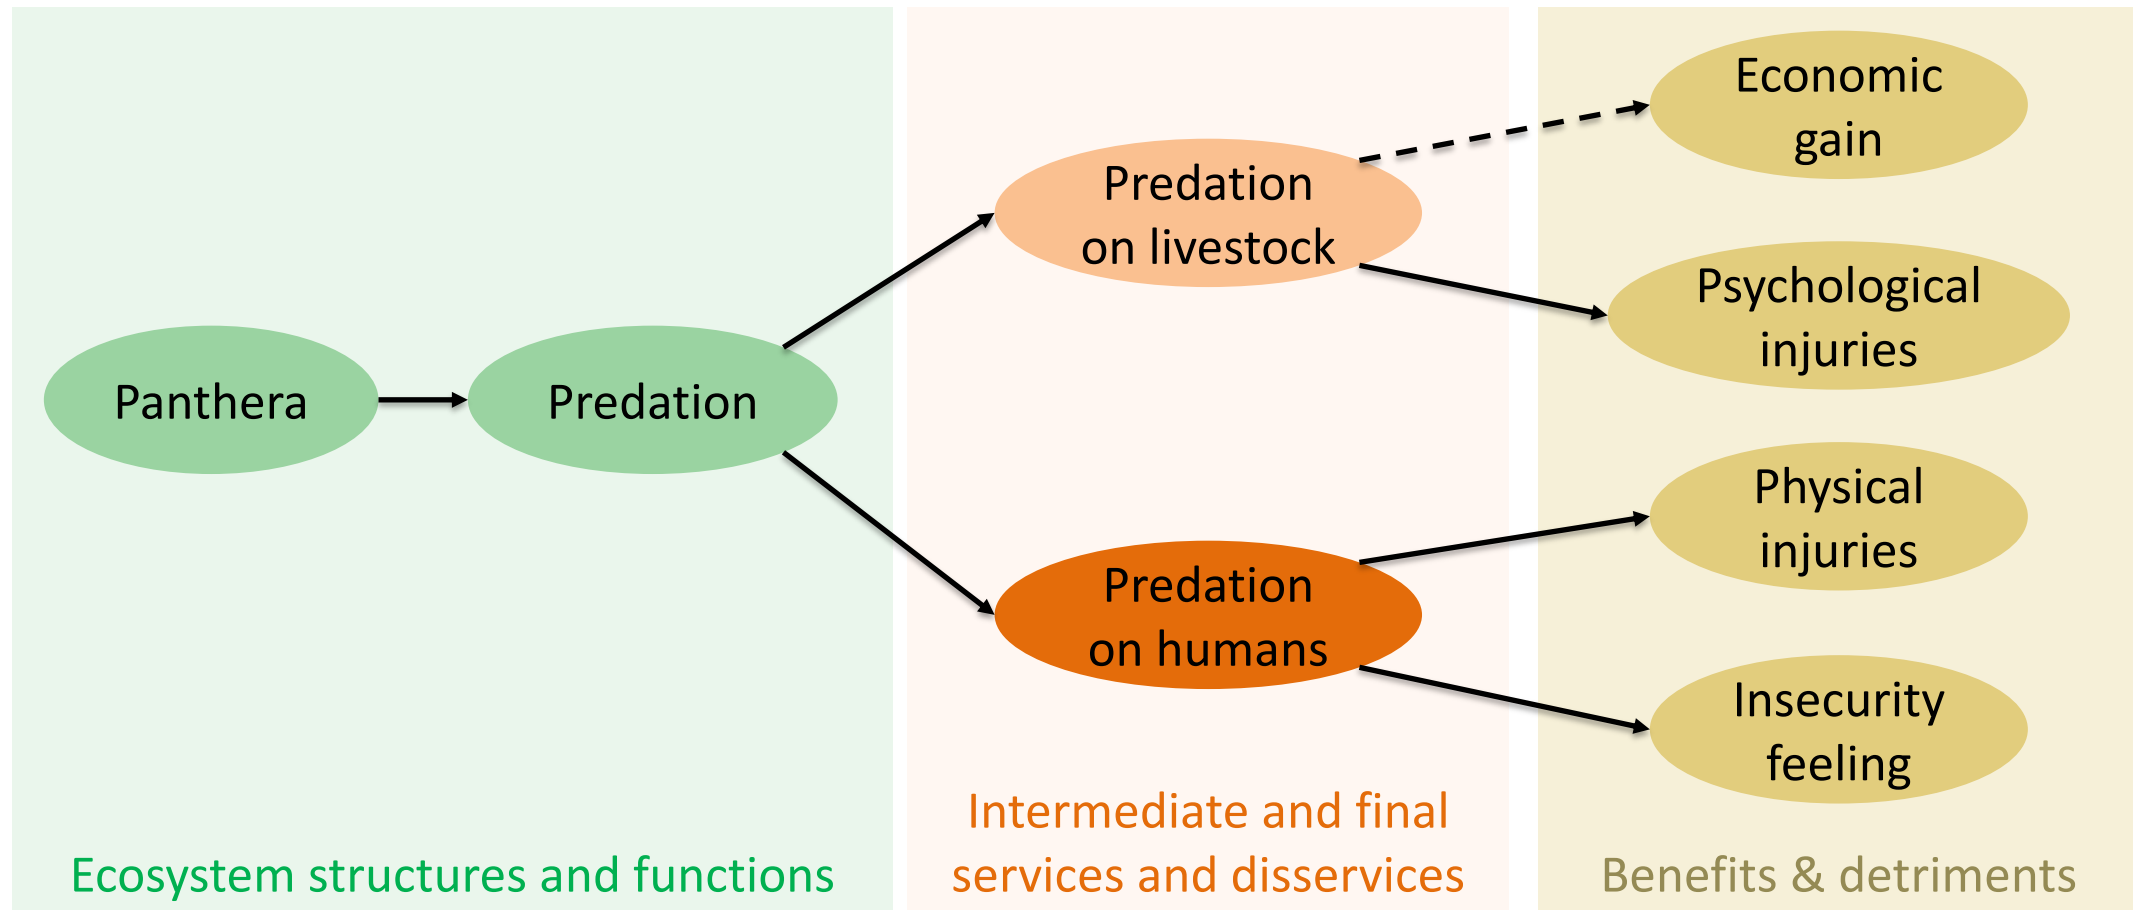 Panthera
Predation
Predation
on livestock
Predation
on humans
Economic
gain
Psychological
injuries
Physical
injuries
Insecurity
feeling
Ecosystem structures and functions
Intermediate and final
services and disservices
Benefits & detriments